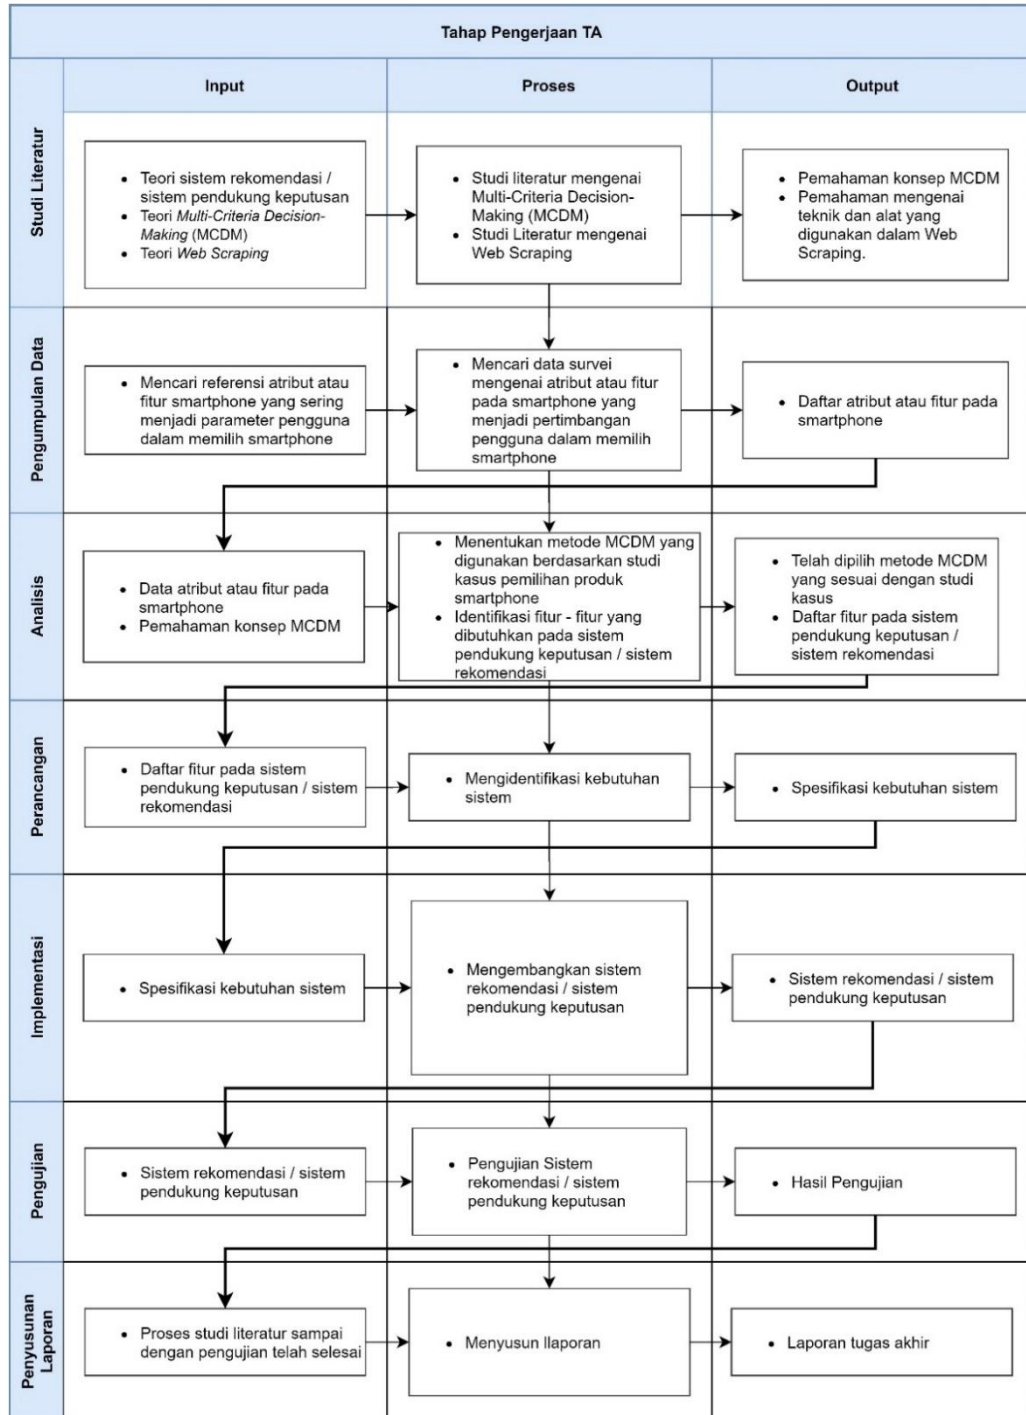 Tahap Pengerjaan TA
Input
Proses
Output
Studi Literatur
• Teori sistem rekomendasi /
sistem pendukung keputusan
• Teori Multi-Criteria Decision-
Making (MCDM)
• Teori Web Scraping
• Studi literatur mengenai
Multi-Criteria Decision-
Making (MCDM)
• Studi Literatur mengenai
Web Scraping
• Pemahaman konsep MCDM
• Pemahaman mengenai
teknik dan alat yang
digunakan dalam Web
Scraping.
Pengumpulan Data
• Mencari referensi atribut atau
fitur smartphone yang sering
menjadi parameter pengguna
dalam memilih smartphone
• Mencari data survei
mengenai atribut atau fitur
pada smartphone yang
menjadi pertimbangan
pengguna dalam memilih
smartphone
• Daftar atribut atau fitur pada
smartphone
Analisis
• Data atribut atau fitur pada
smartphone
• Pemahaman konsep MCDM
• Menentukan metode MCDM yang
digunakan berdasarkan studi
kasus pemilihan produk
smartphone
• Identifikasi fitur - fitur yang
dibutuhkan pada sistem
pendukung keputusan / sistem
rekomendasi
• Telah dipilih metode MCDM
yang sesuai dengan studi
kasus
• Daftar fitur pada sistem
pendukung keputusan /
sistem rekomendasi
Perancangan
• Daftar fitur pada sistem
pendukung keputusan / sistem
rekomendasi
• Mengidentifikasi kebutuhan
sistem
• Spesifikasi kebutuhan sistem
Implementasi
• Spesifikasi kebutuhan sistem
• Mengembangkan sistem
rekomendasi / sistem
pendukung keputusan
• Sistem rekomendasi / sistem
pendukung keputusan
Pengujian
• Sistem rekomendasi / sistem
pendukung keputusan
• Pengujian Sistem
rekomendasi / sistem
pendukung keputusan
• Hasil Pengujian
Penyusunan
Laporan
• Proses studi literatur sampai
dengan pengujian telah selesai
• Menyusun llaporan
• Laporan tugas akhir